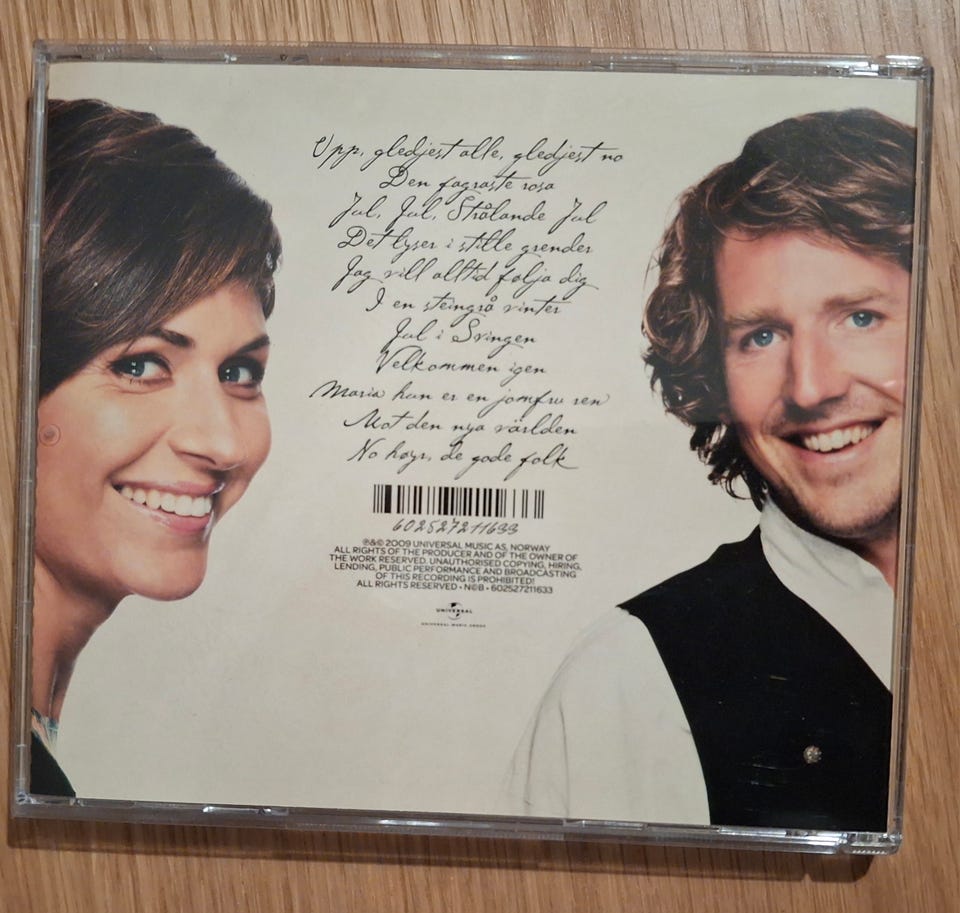 Upp, gledjest alle, gledjest no
Den fagraste rosa
Jul, Jul, Strålande Jul
Det lyser i stille grender
Jag vill alltid følja dig
I en steingrå vinter
Jul i Svingen
Velkommen igen
Maria hun er en jomfru ren
Mot den nya världen
No høyr, de gode folk
602527211633
℗&© 2009 UNIVERSAL MUSIC AS, NORWAY
ALL RIGHTS OF THE PRODUCER AND OF THE OWNER OF
THE WORK RESERVED. UNAUTHORISED COPYING, HIRING,
LENDING, PUBLIC PERFORMANCE AND BROADCASTING
OF THIS RECORDING IS PROHIBITED!
ALL RIGHTS RESERVED • N©B • 602527211633
UNIVERSAL
UNIVERSAL MUSIC GROUP